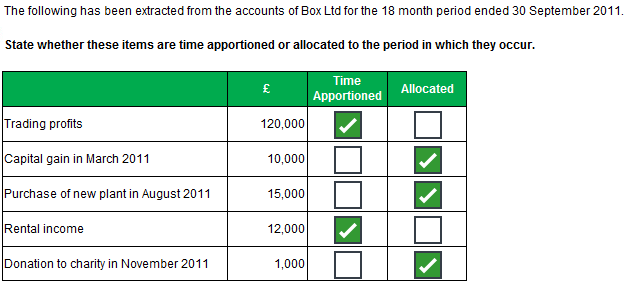 The following has been extracted from the accounts of Box Ltd for the 18 month period ended 30 September 2011.
State whether these items are time apportioned or allocated to the period in which they occur.
£ Time Apportioned Allocated
Trading profits 120,000
Capital gain in March 2011 10,000
Purchase of new plant in August 2011 15,000
Rental income 12,000
Donation to charity in November 2011 1,000